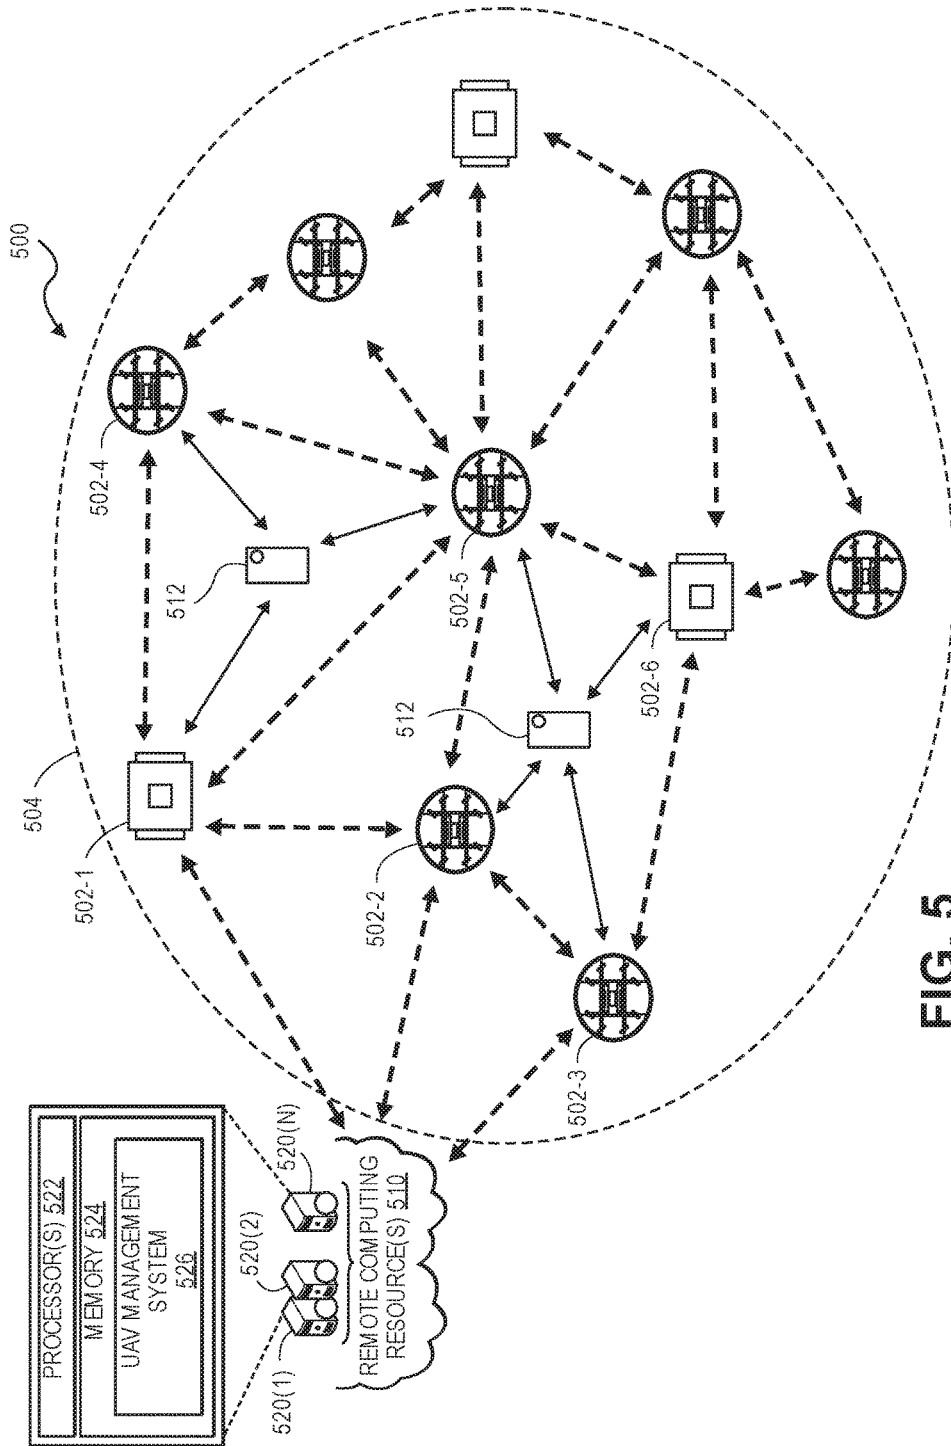 PROCESSOR(S) 522
MEMORY 524
UAV MANAGEMENT
SYSTEM
526
520(1)
520(2)
520(N)
REMOTE COMPUTING
RESOURCE(S) 510
500
504
502-1
502-2
502-3
512
512
502-4
502-5
502-6
FIG. 5